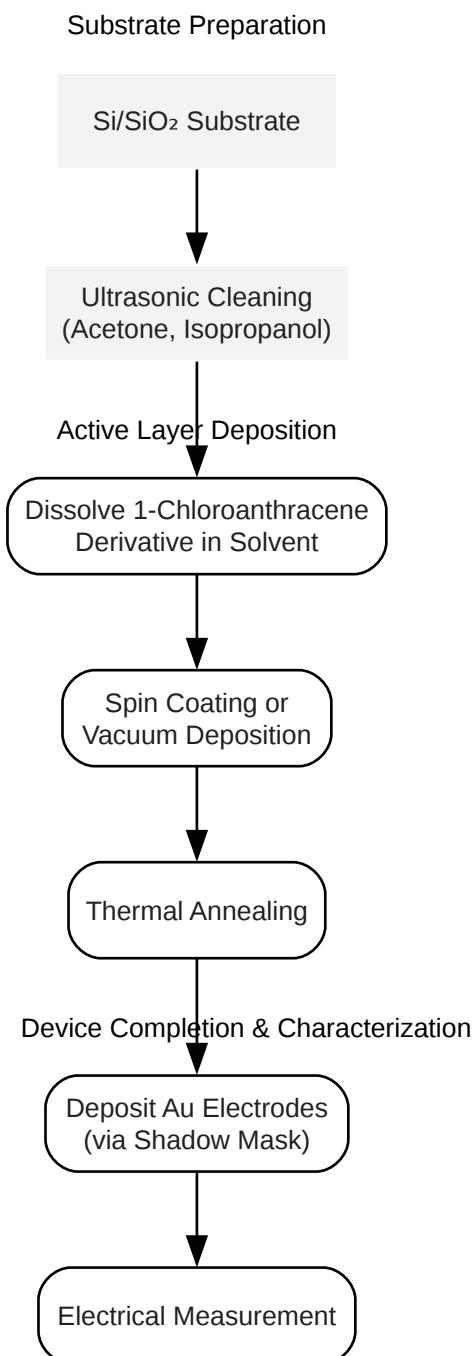 Substrate Preparation
Si/SiO₂ Substrate
Ultrasonic Cleaning
(Acetone, Isopropanol)
Active Layer Deposition
Dissolve 1-Chloroanthracene
Derivative in Solvent
Spin Coating or
Vacuum Deposition
Thermal Annealing
Device Completion & Characterization
Deposit Au Electrodes
(via Shadow Mask)
Electrical Measurement